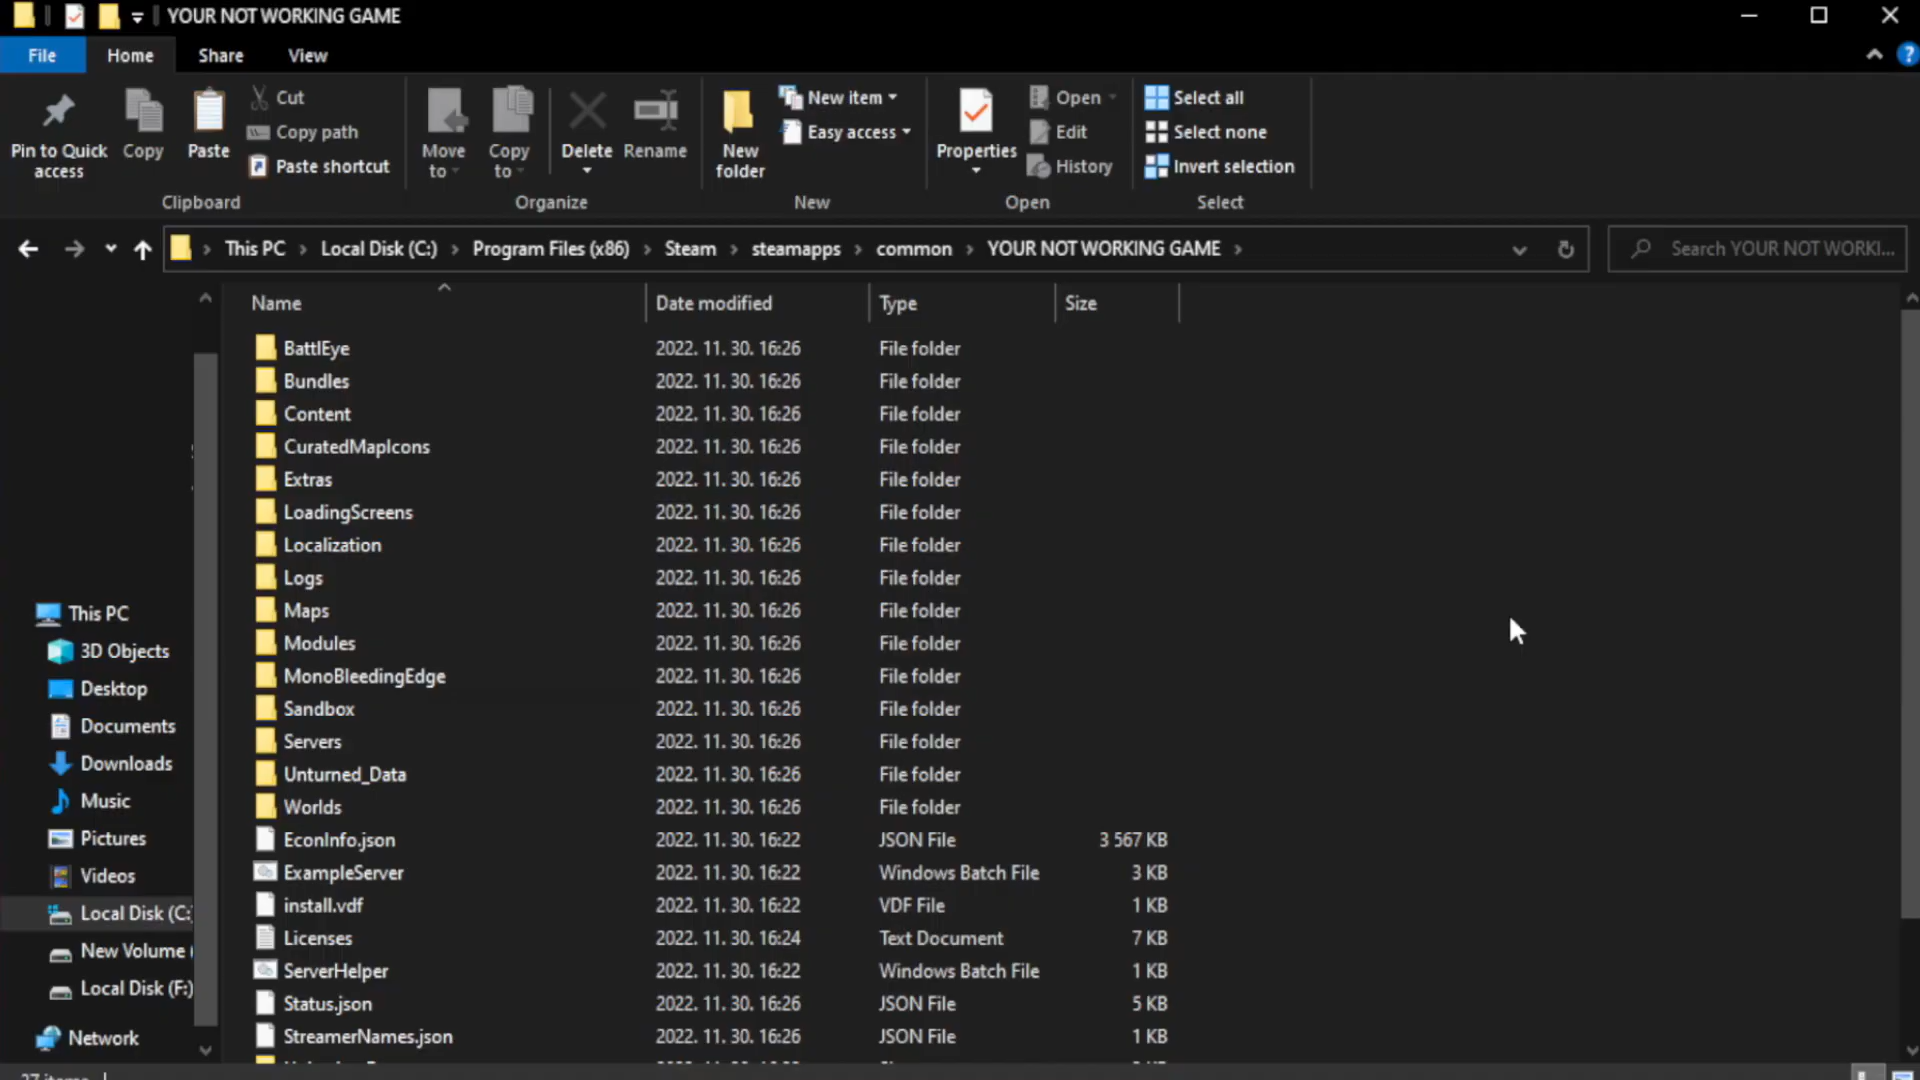 YOUR NOT WORKING GAME
File Home Share View
Pin to Quick access
Copy
Paste
Cut
Copy path
Paste shortcut
Clipboard
Move to
Copy to
Delete
Rename
Organize
New folder
New item
Easy access
New
Properties
Open
Edit
History
Open
Select all
Select none
Invert selection
Select
This PC Local Disk (C:) Program Files (x86) Steam steamapps common YOUR NOT WORKING GAME
Search YOUR NOT WORKI...
Name Date modified Type Size
BattlEye 2022. 11. 30. 16:26 File folder
Bundles 2022. 11. 30. 16:26 File folder
Content 2022. 11. 30. 16:26 File folder
CuratedMapIcons 2022. 11. 30. 16:26 File folder
Extras 2022. 11. 30. 16:26 File folder
LoadingScreens 2022. 11. 30. 16:26 File folder
Localization 2022. 11. 30. 16:26 File folder
Logs 2022. 11. 30. 16:26 File folder
Maps 2022. 11. 30. 16:26 File folder
Modules 2022. 11. 30. 16:26 File folder
MonoBleedingEdge 2022. 11. 30. 16:26 File folder
Sandbox 2022. 11. 30. 16:26 File folder
Servers 2022. 11. 30. 16:26 File folder
Unturned_Data 2022. 11. 30. 16:26 File folder
Worlds 2022. 11. 30. 16:26 File folder
EconInfo.json 2022. 11. 30. 16:22 JSON File 3 567 KB
ExampleServer 2022. 11. 30. 16:22 Windows Batch File 3 KB
install.vdf 2022. 11. 30. 16:22 VDF File 1 KB
Licenses 2022. 11. 30. 16:24 Text Document 7 KB
ServerHelper 2022. 11. 30. 16:22 Windows Batch File 1 KB
Status.json 2022. 11. 30. 16:26 JSON File 5 KB
StreamerNames.json 2022. 11. 30. 16:26 JSON File 1 KB
This PC
3D Objects
Desktop
Documents
Downloads
Music
Pictures
Videos
Local Disk (C:
New Volume (
Local Disk (F:)
Network